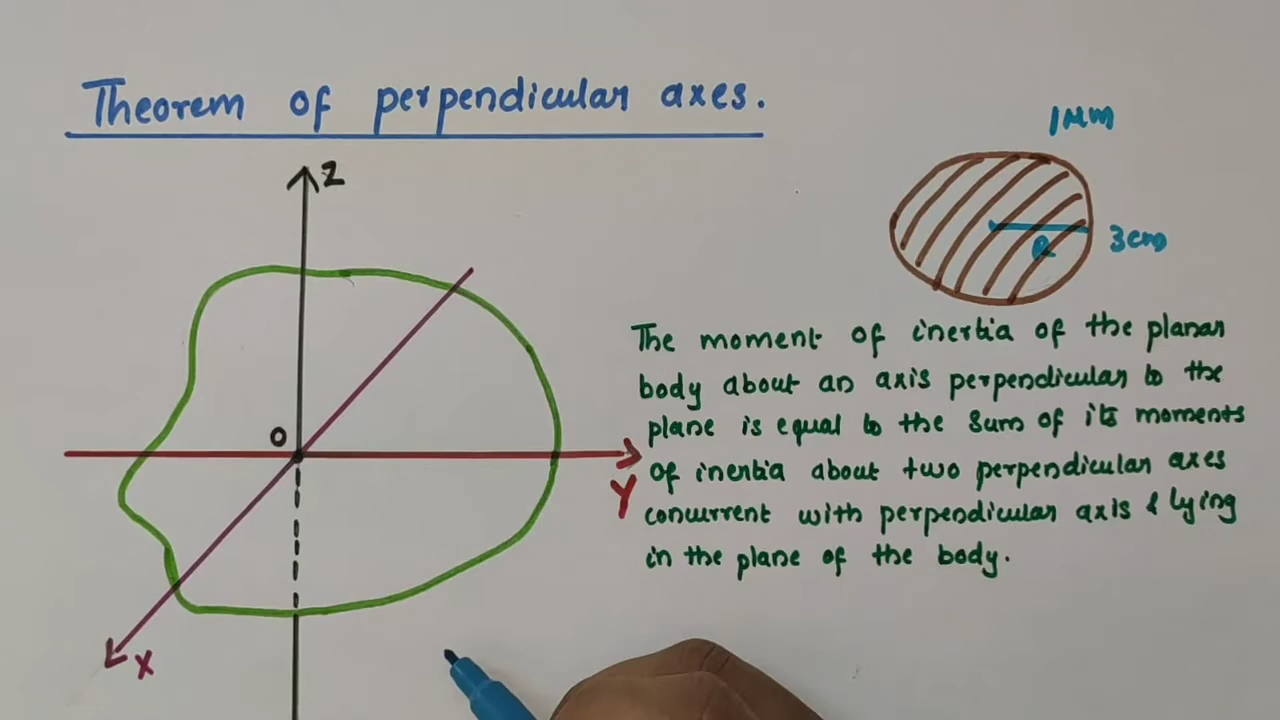 Theorem of perpendicular axes.
1 µm
R
3cm
Z
O
Y
X
The moment of inertia of the planar
body about an axis perpendicular to the
plane is equal to the sum of its moments
of inertia about two perpendicular axes
concurrent with perpendicular axis & lying
in the plane of the body.